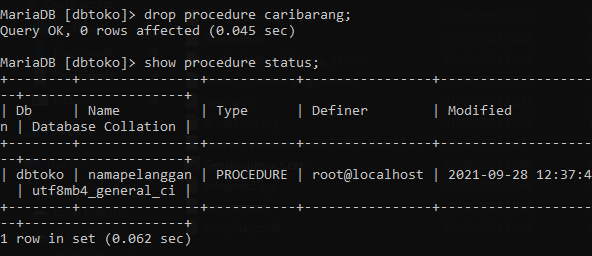 MariaDB [dbtoko]> drop procedure caribarang;
Query OK, 0 rows affected (0.045 sec)
MariaDB [dbtoko]> show procedure status;
+---------+---------------+-----------+----------------+---------------
--+--------------------+
| Db      | Name          | Type      | Definer        | Modified
n | Database Collation |
+---------+---------------+-----------+----------------+---------------
--+--------------------+
| dbtoko | namapelanggan | PROCEDURE | root@localhost | 2021-09-28 12:37:4
  | utf8mb4_general_ci |
+---------+---------------+-----------+----------------+---------------
--+--------------------+
1 row in set (0.062 sec)